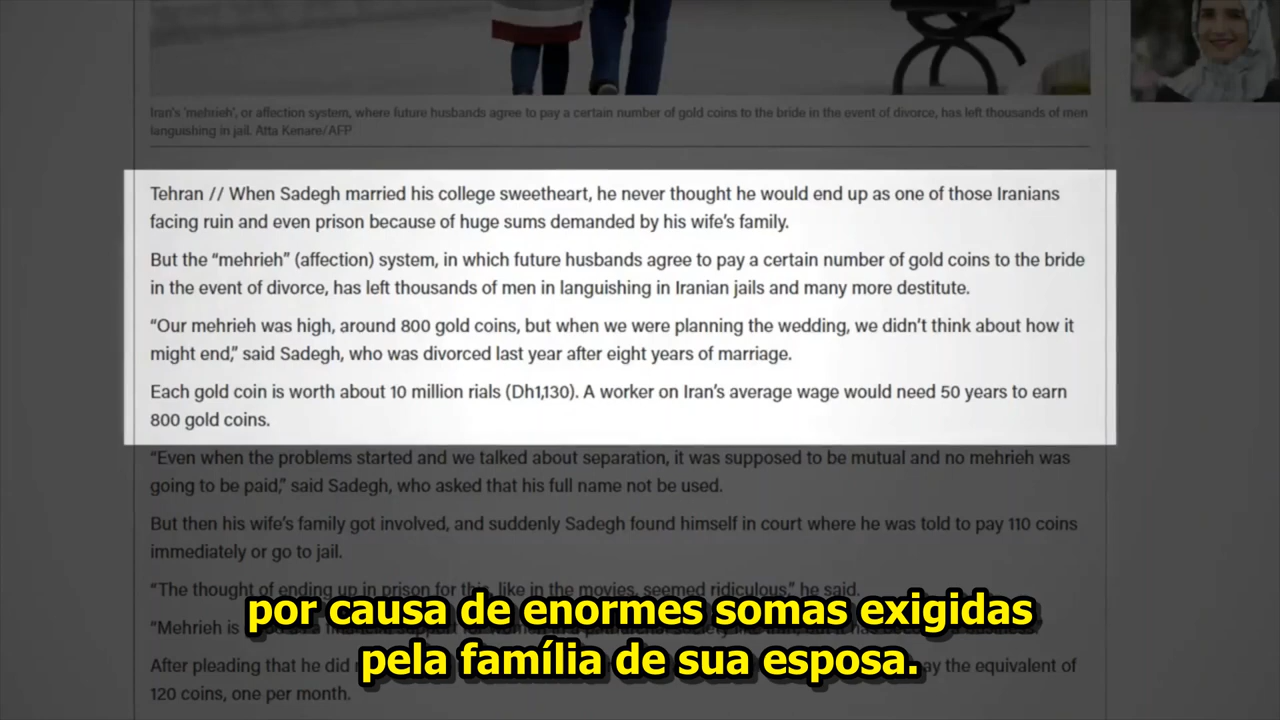 Iran's 'mehrieh', or affection system, where future husbands agree to pay a certain number of gold coins to the bride in the event of divorce, has left thousands of men
languishing in jail. Atta Kenare/AFP
Tehran // When Sadegh married his college sweetheart, he never thought he would end up as one of those Iranians
facing ruin and even prison because of huge sums demanded by his wife's family.
But the “mehrieh” (affection) system, in which future husbands agree to pay a certain number of gold coins to the bride
in the event of divorce, has left thousands of men in languishing in Iranian jails and many more destitute.
“Our mehrieh was high, around 800 gold coins, but when we were planning the wedding, we didn't think about how it
might end,” said Sadegh, who was divorced last year after eight years of marriage.
Each gold coin is worth about 10 million rials (Dh1,130). A worker on Iran's average wage would need 50 years to earn
800 gold coins.
“Even when the problems started and we talked about separation, it was supposed to be mutual and no mehrieh was
going to be paid,” said Sadegh, who asked that his full name not be used.
But then his wife's family got involved, and suddenly Sadegh found himself in court where he was told to pay 110 coins
immediately or go to jail.
“The thought of ending up in prison for this, like in the movies, seemed ridiculous,” he said.
“Mehrieh is
por causa de enormes somas exigidas
After pleading that he did
pay the equivalent of
pela família de sua esposa.
120 coins, one per month.